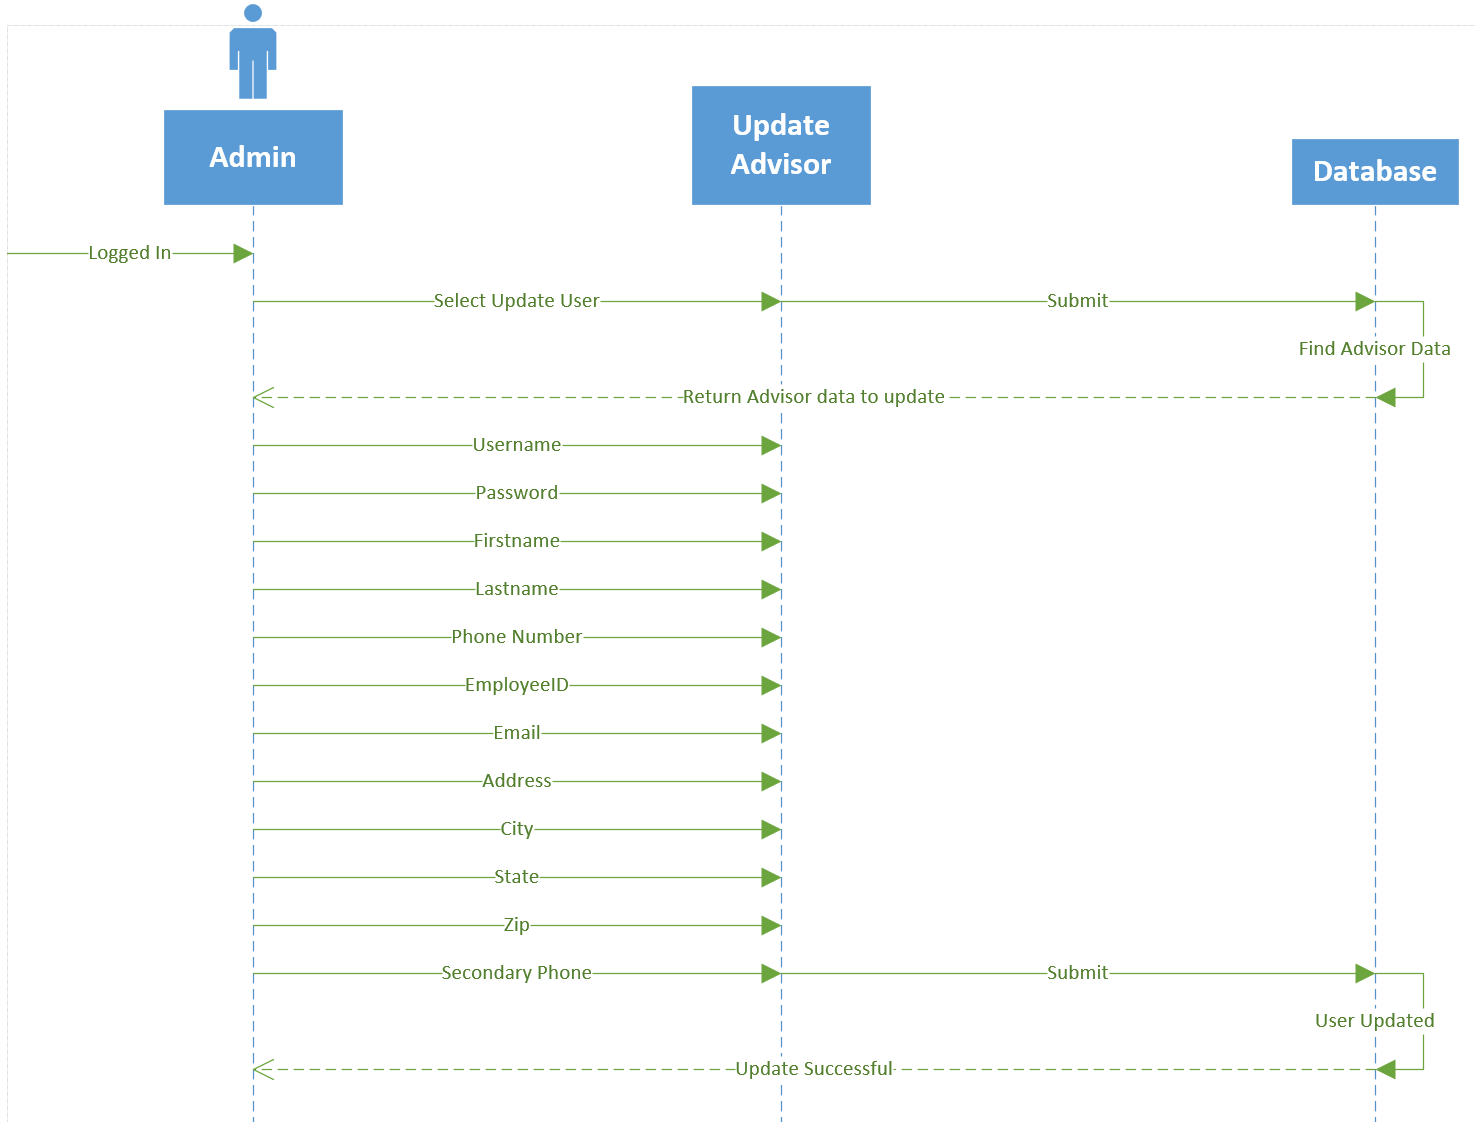 Admin
Update
Advisor
Database
Logged In
Select Update User
Submit
Find Advisor Data
Return Advisor data to update
Username
Password
Firstname
Lastname
Phone Number
EmployeeID
Email
Address
City
State
Zip
Secondary Phone
Submit
User Updated
Update Successful